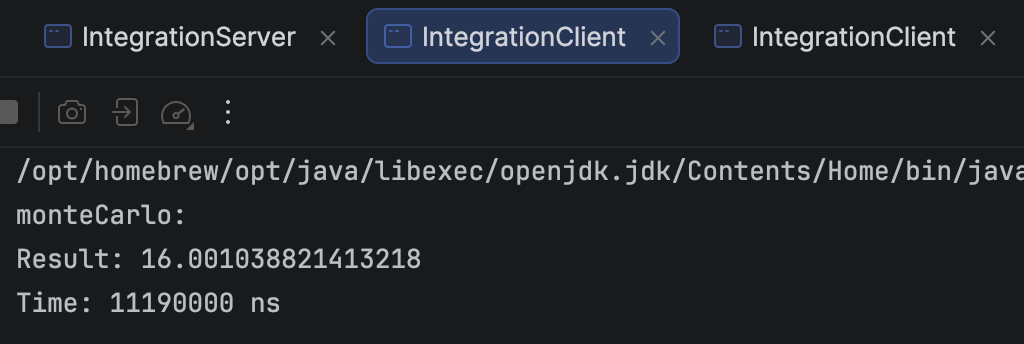 IntegrationServer IntegrationClient IntegrationClient
/opt/homebrew/opt/java/libexec/openjdk.jdk/Contents/Home/bin/java
monteCarlo:
Result: 16.001038821413218
Time: 11190000 ns